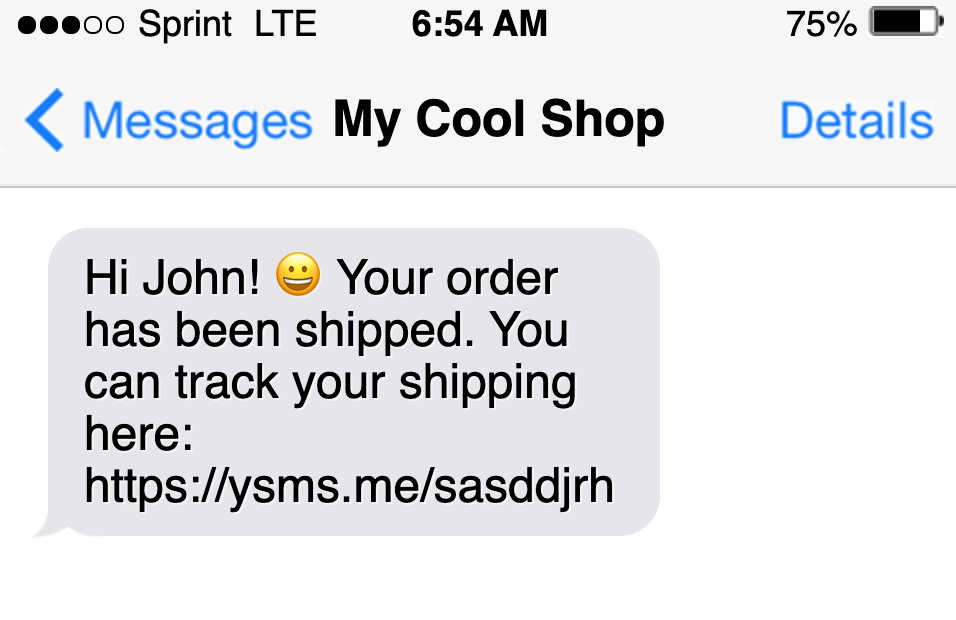 ●●●○○ Sprint LTE 6:54 AM 75%
Messages My Cool Shop Details
Hi John! 😀 Your order
has been shipped. You
can track your shipping
here:
https://ysms.me/sasddjrh